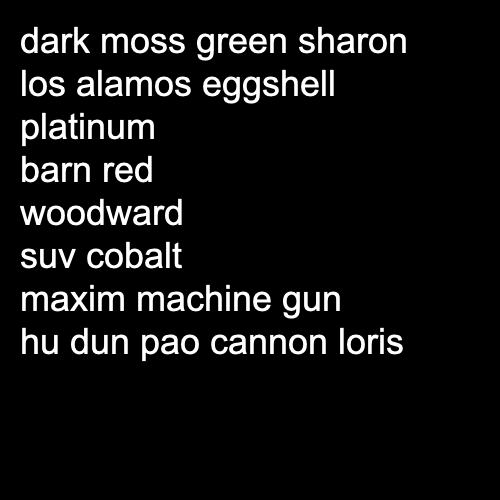 dark moss green sharon
los alamos eggshell
platinum
barn red
woodward
suv cobalt
maxim machine gun
hu dun pao cannon loris